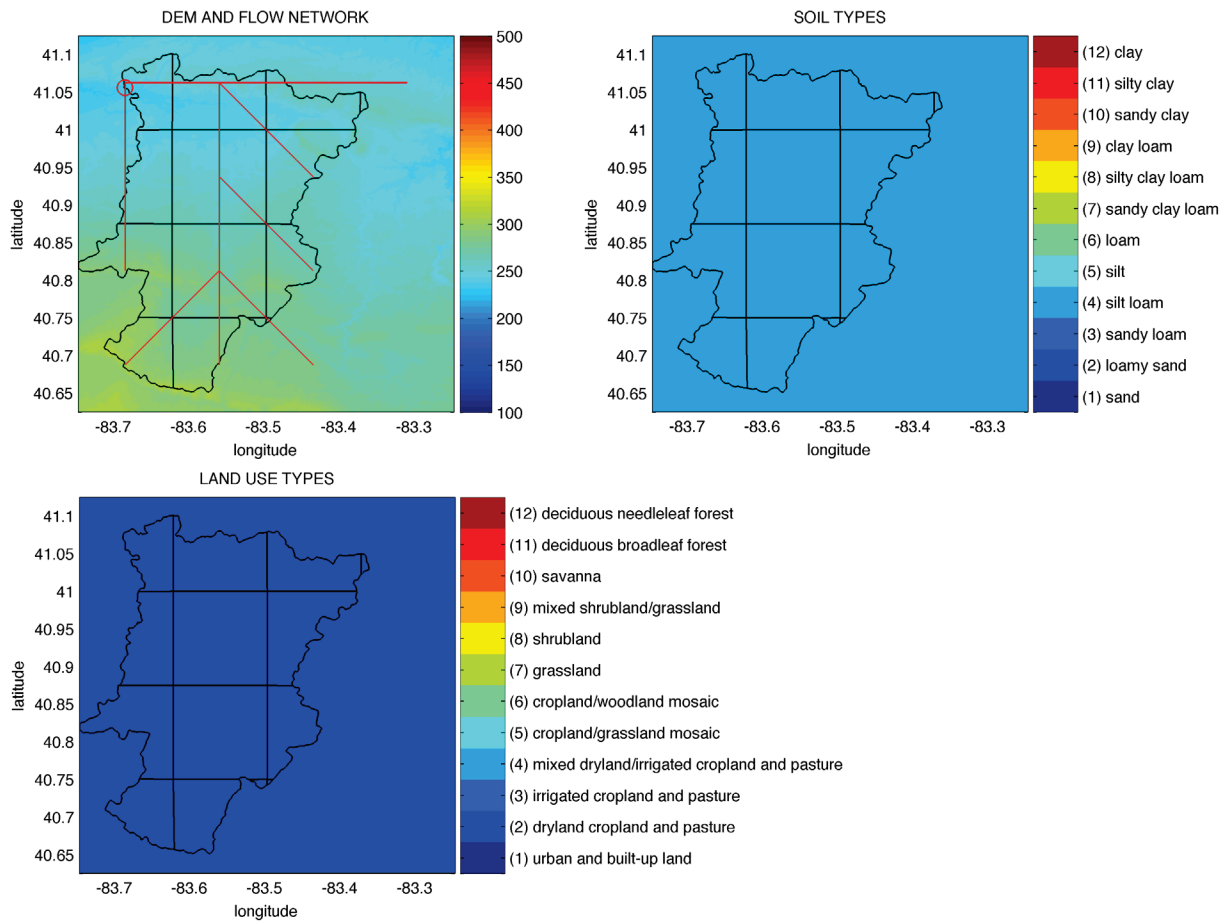 DEM AND FLOW NETWORK
41.1
41.05
41
40.95
40.9
40.85
40.8
40.75
40.7
40.65
latitude
-83.7
-83.6
-83.5
-83.4
-83.3
longitude
500
450
400
350
300
250
200
150
100
SOIL TYPES
41.1
41.05
41
40.95
40.9
40.85
40.8
40.75
40.7
40.65
latitude
-83.7
-83.6
-83.5
-83.4
-83.3
longitude
(12) clay
(11) silty clay
(10) sandy clay
(9) clay loam
(8) silty clay loam
(7) sandy clay loam
(6) loam
(5) silt
(4) silt loam
(3) sandy loam
(2) loamy sand
(1) sand
LAND USE TYPES
41.1
41.05
41
40.95
40.9
40.85
40.8
40.75
40.7
40.65
latitude
-83.7
-83.6
-83.5
-83.4
-83.3
longitude
(12) deciduous needleleaf forest
(11) deciduous broadleaf forest
(10) savanna
(9) mixed shrubland/grassland
(8) shrubland
(7) grassland
(6) cropland/woodland mosaic
(5) cropland/grassland mosaic
(4) mixed dryland/irrigated cropland and pasture
(3) irrigated cropland and pasture
(2) dryland cropland and pasture
(1) urban and built-up land